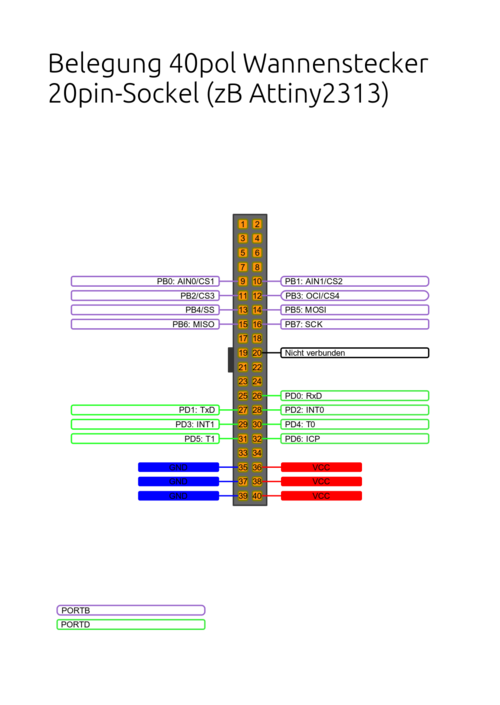 Belegung 40pol Wannenstecker
20pin-Sockel (zB Attiny2313)
1 2
3 4
5 6
7 8
PB0: AIN0/CS1 9 10 PB1: AIN1/CS2
PB2/CS3 11 12 PB3: OCI/CS4
PB4/SS 13 14 PB5: MOSI
PB6: MISO 15 16 PB7: SCK
17 18
19 20 Nicht verbunden
21 22
23 24
25 26 PD0: RxD
PD1: TxD 27 28 PD2: INT0
PD3: INT1 29 30 PD4: T0
PD5: T1 31 32 PD6: ICP
33 34
GND 35 36 VCC
GND 37 38 VCC
GND 39 40 VCC
PORTB
PORTD